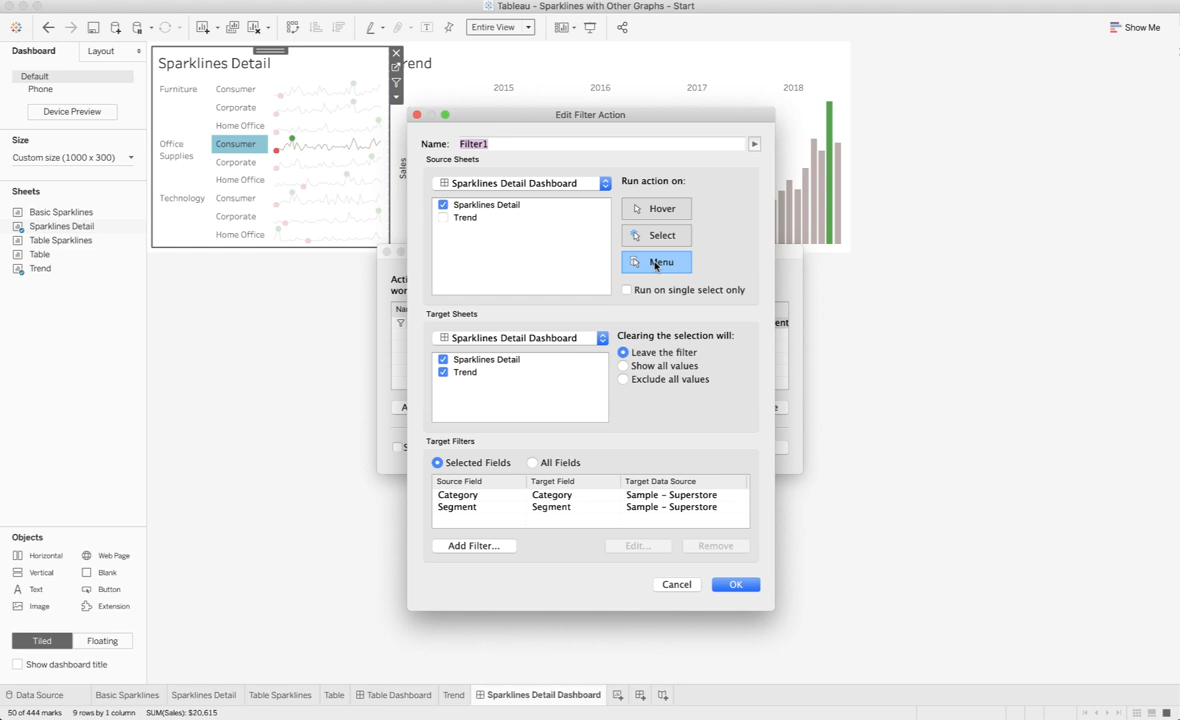 Tableau - Sparklines with Other Graphs - Start
Entire View
Show Me
Dashboard
Layout
Default
Phone
Device Preview
Size
Custom size (1000 x 300)
Sheets
Basic Sparklines
Sparklines Detail
Table Sparklines
Table
Trend
Objects
Horizontal
Web Page
Vertical
Blank
Text
Button
Image
Extension
Tiled
Floating
Show dashboard title
Sparklines Detail
Furniture
Consumer
Corporate
Home Office
Office
Supplies
Consumer
Corporate
Home Office
Technology
Consumer
Corporate
Home Office
rend
2015
2016
2017
2018
Sales
Edit Filter Action
Name: Filter1
Source Sheets
Sparklines Detail Dashboard
Run action on:
Sparklines Detail
Trend
Hover
Select
Menu
Run on single select only
Target Sheets
Sparklines Detail Dashboard
Clearing the selection will:
Sparklines Detail
Trend
Leave the filter
Show all values
Exclude all values
Target Filters
Selected Fields
All Fields
Source Field
Target Field
Target Data Source
Category
Category
Sample - Superstore
Segment
Segment
Sample - Superstore
Add Filter...
Edit...
Remove
Cancel
OK
Data Source
Basic Sparklines
Sparklines Detail
Table Sparklines
Table
Table Dashboard
Trend
Sparklines Detail Dashboard
50 of 444 marks
9 rows by 1 column
SUM(Sales): $20,615